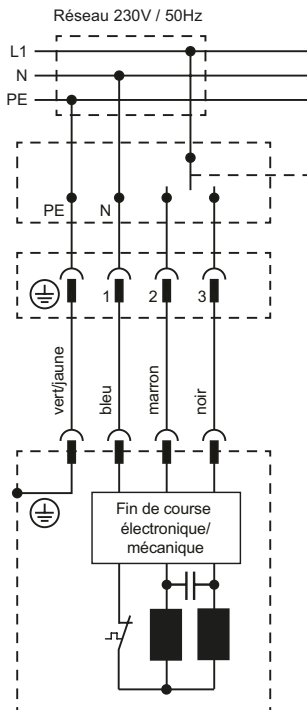 Réseau 230V / 50Hz
L1
N
PE
PE N
1 2 3
vert/jaune
bleu
marron
noir
Fin de course
électronique/
mécanique